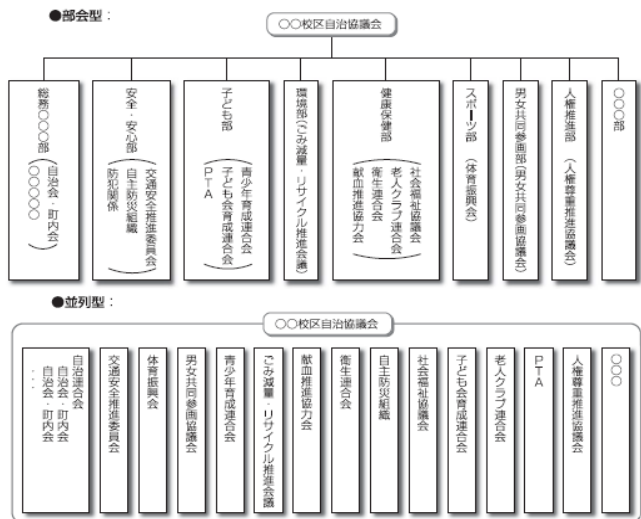 ●部会型：
○○校区自治協議会
総務○○○部
（自治会・町内会
○○○○○）
安全・安心部
（交通安全推進委員会
自主防災組織
防犯関係）
子ども部
（青少年育成連合会
子ども会育成連合会
PTA）
環境部（ごみ減量・リサイクル推進会議）
健康保健部
（社会福祉協議会
老人クラブ連合会
衛生連合会
献血推進協力会）
スポーツ部（体育振興会）
男女共同参画部（男女共同参画協議会）
人権推進部（人権尊重推進協議会）
○○○部
●並列型：
○○校区自治協議会
自治連合会
自治会・町内会
自治会・町内会
・・・
交通安全推進委員会
体育振興会
男女共同参画協議会
青少年育成連合会
ごみ減量・リサイクル推進会議
献血推進協力会
衛生連合会
自主防災組織
社会福祉協議会
子ども会育成連合会
老人クラブ連合会
PTA
人権尊重推進協議会
○○○